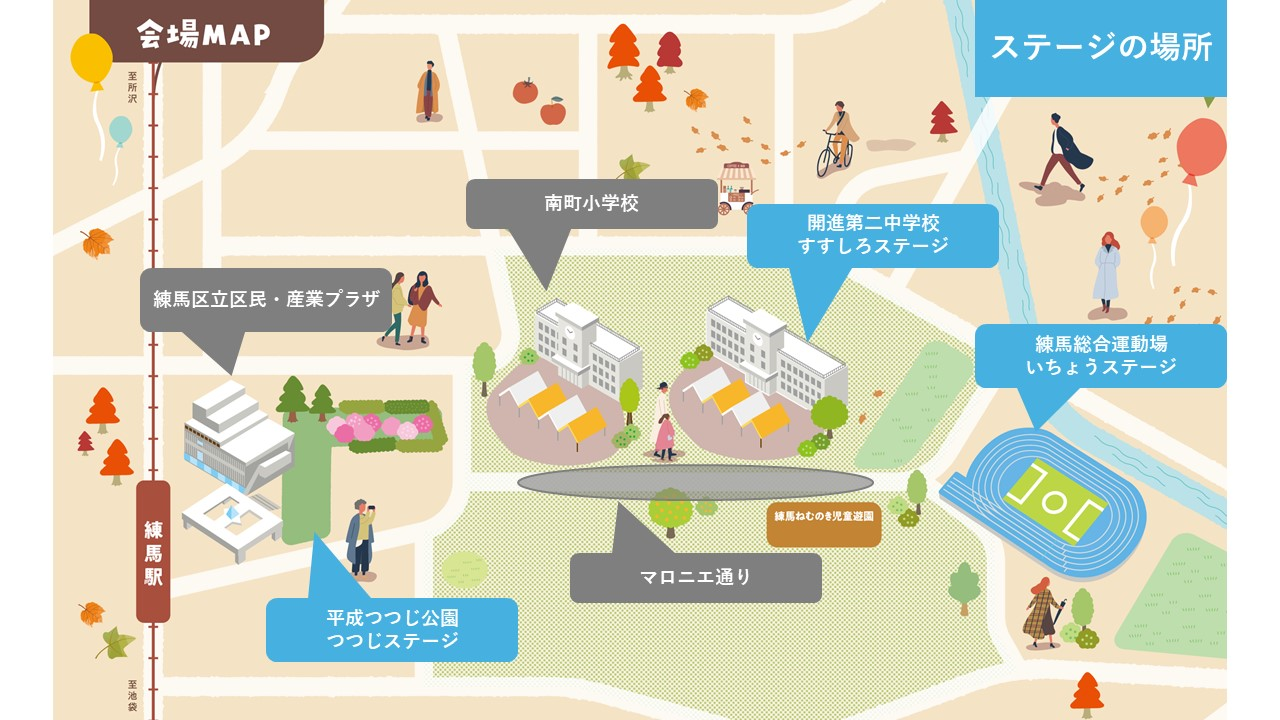 会場MAP
ステージの場所
至所沢
南町小学校
開進第二中学校
すすしろステージ
練馬区立区民・産業プラザ
練馬総合運動場
いちょうステージ
練馬駅
練馬ねむのき児童遊園
マロニエ通り
平成つつじ公園
つつじステージ
至池袋